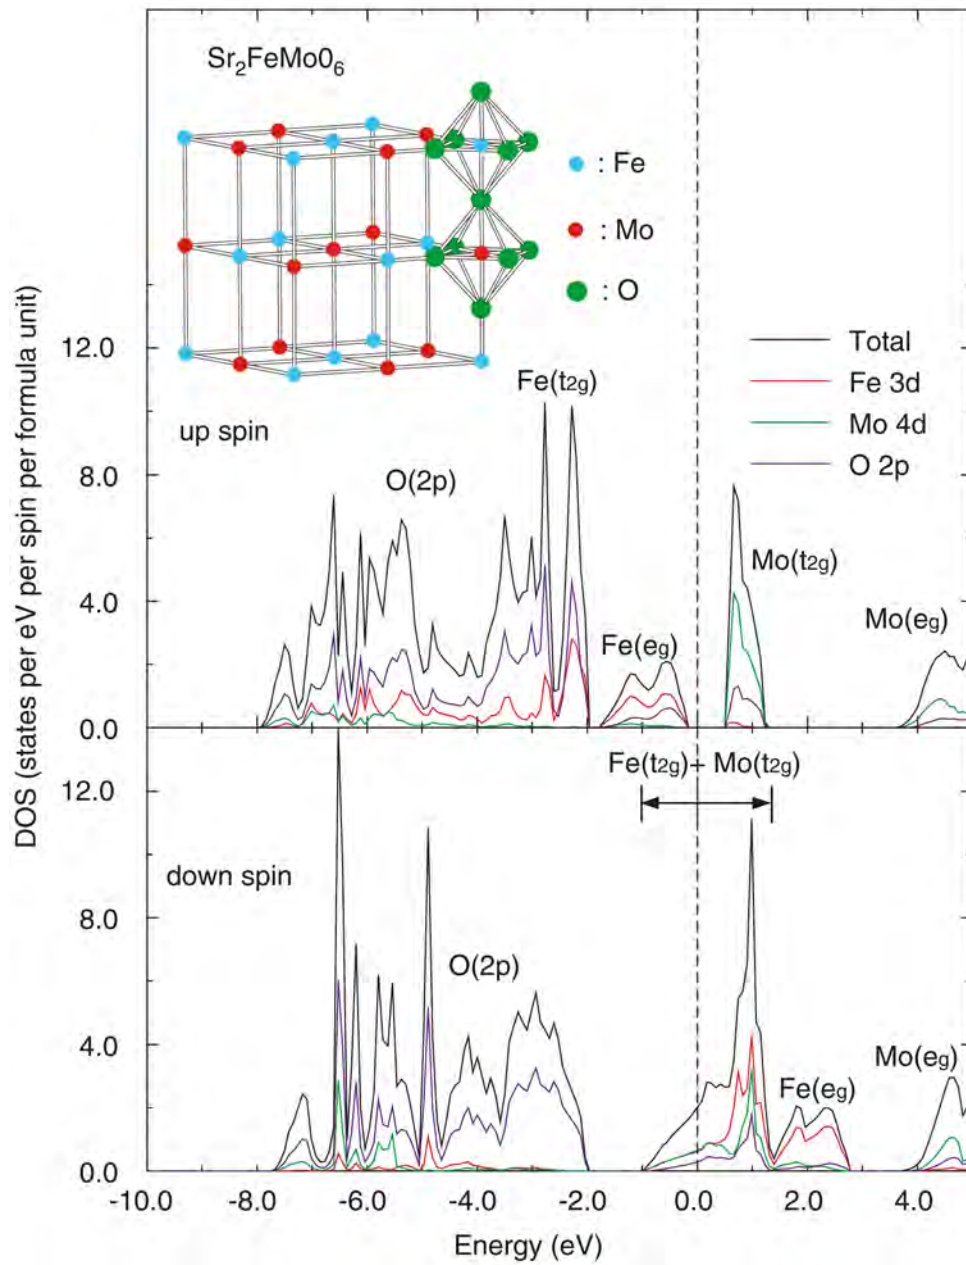 Sr2FeMo06
: Fe
: Mo
: O
12.0
8.0
4.0
0.0
up spin
O(2p)
Fe(t2g)
Fe(eg)
Mo(t2g)
Mo(eg)
Total
Fe 3d
Mo 4d
O 2p
DOS (states per eV per spin per formula unit)
Fe(t2g)+ Mo(t2g)
12.0
8.0
4.0
0.0
down spin
O(2p)
Fe(eg)
Mo(eg)
-10.0 -8.0 -6.0 -4.0 -2.0 0.0 2.0 4.0
Energy (eV)